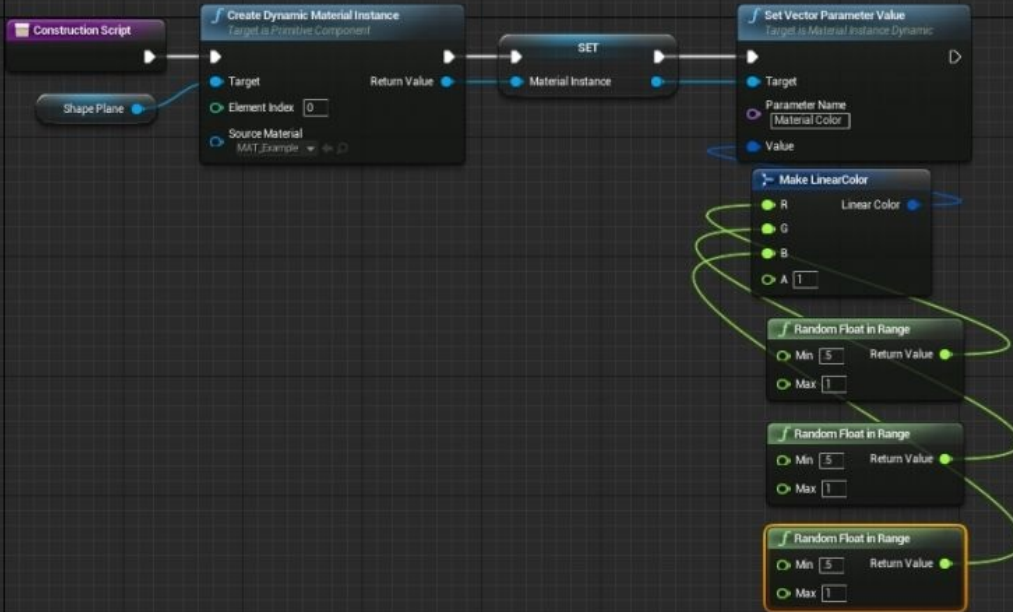 Construction Script
Shape Plane
Create Dynamic Material Instance
Target is Primitive Component
Target Return Value
Element Index 0
Source Material
MAT_Example
SET
Material Instance
Set Vector Parameter Value
Target is Material Instance Dynamic
Target
Parameter Name
Material Color
Value
Make LinearColor
R Linear Color
G
B
A 1
Random Float in Range
Min .5 Return Value
Max 1
Random Float in Range
Min .5 Return Value
Max 1
Random Float in Range
Min .5 Return Value
Max 1